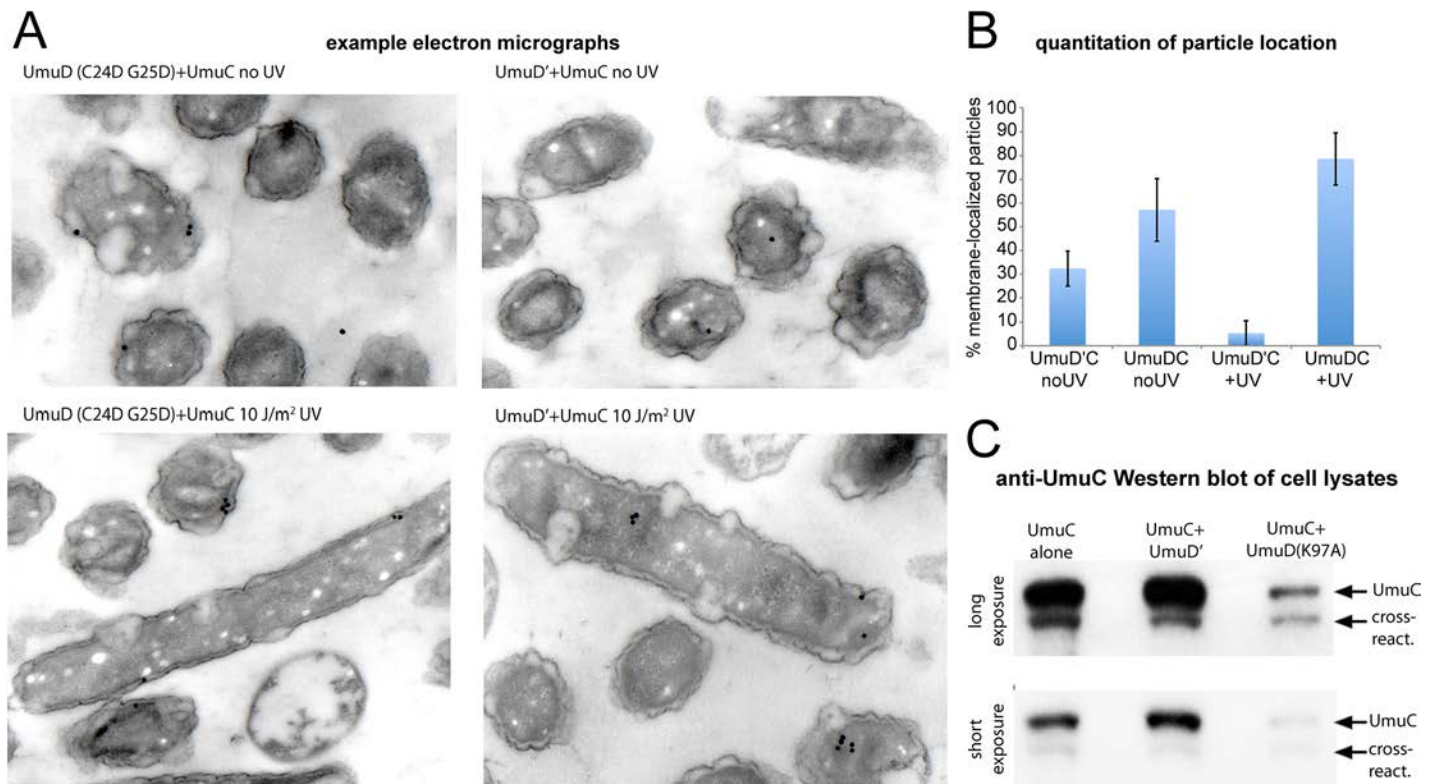 A
example electron micrographs
UmuD (C24D G25D)+UmuC no UV
UmuD’+UmuC no UV
UmuD (C24D G25D)+UmuC 10 J/m² UV
UmuD’+UmuC 10 J/m² UV
B
quantitation of particle location
% membrane-localized particles
100
90
80
70
60
50
40
30
20
10
0
UmuD'C
noUV
UmuDC
noUV
UmuD'C
+UV
UmuDC
+UV
C
anti-UmuC Western blot of cell lysates
UmuC
alone
UmuC+
UmuD’
UmuC+
UmuD(K97A)
long
exposure
UmuC
cross-
react.
short
exposure
UmuC
cross-
react.